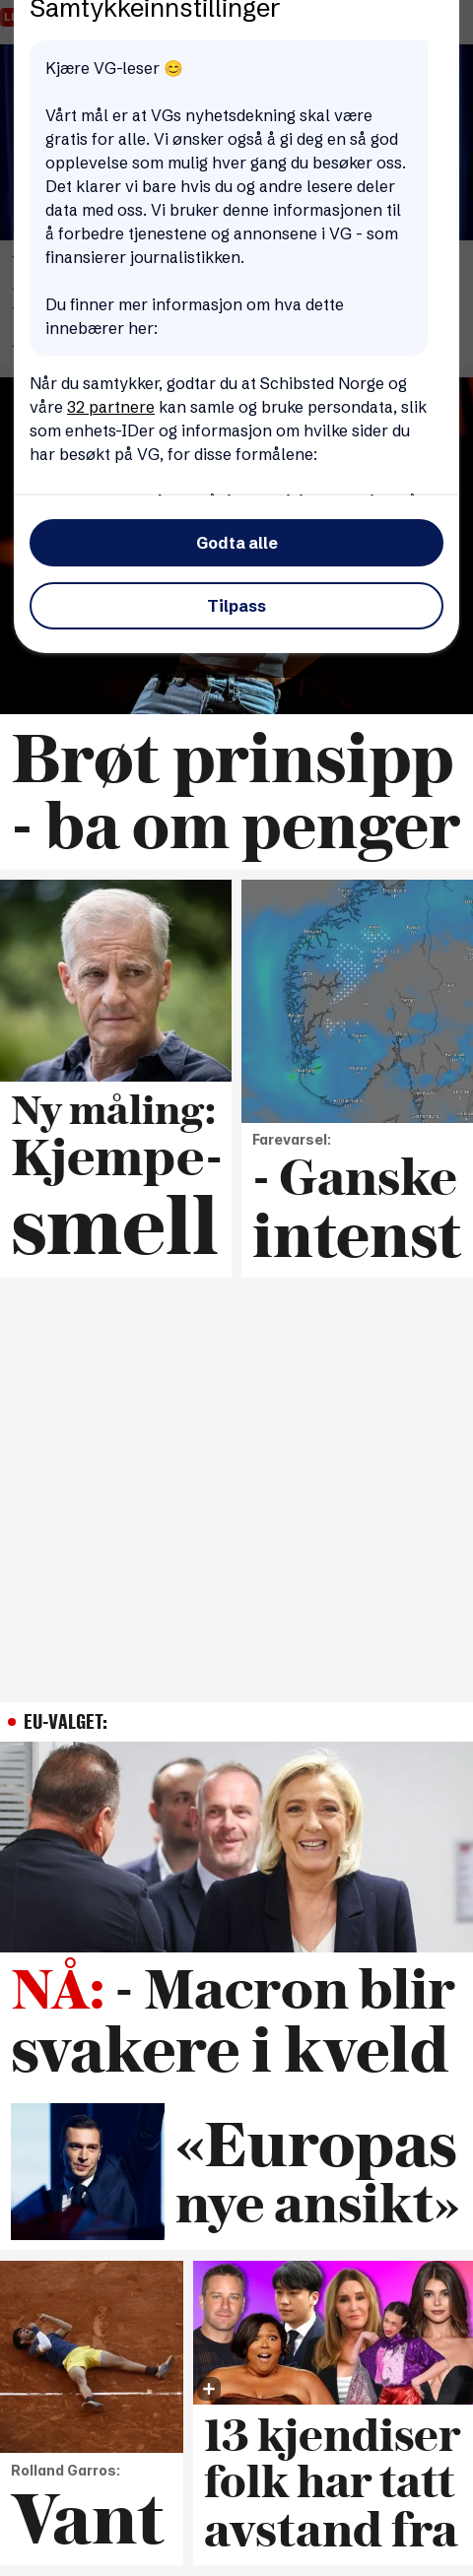 Samtykkeinnstillinger
Kjære VG-leser 😊
Vårt mål er at VGs nyhetsdekning skal være
gratis for alle. Vi ønsker også å gi deg en så god
opplevelse som mulig hver gang du besøker oss.
Det klarer vi bare hvis du og andre lesere deler
data med oss. Vi bruker denne informasjonen til
å forbedre tjenestene og annonsene i VG - som
finansierer journalistikken.
Du finner mer informasjon om hva dette
innebærer her:
Når du samtykker, godtar du at Schibsted Norge og
våre 32 partnere kan samle og bruke persondata, slik
som enhets-IDer og informasjon om hvilke sider du
har besøkt på VG, for disse formålene:
Godta alle
Tilpass
Brøt prinsipp
- ba om penger
Ny måling:
Kjempe-
smell
Farevarsel:
- Ganske
intenst
EU-VALGET:
NÅ: - Macron blir
svakere i kveld
«Europas
nye ansikt»
Rolland Garros:
Vant
13 kjendiser
folk har tatt
avstand fra